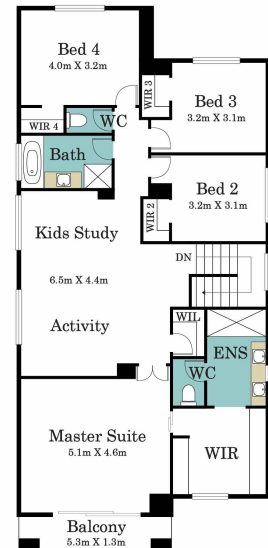 Bed 4
4.0m X 3.2m
WIR 3
Bed 3
3.2m X 3.1m
WIR 4
WC
Bath
Bed 2
3.2m X 3.1m
WIR 2
Kids Study
6.5m X 4.4m
DN
Activity
WIL
ENS
WC
Master Suite
5.1m X 4.6m
WIR
Balcony
5.3m X 1.3m